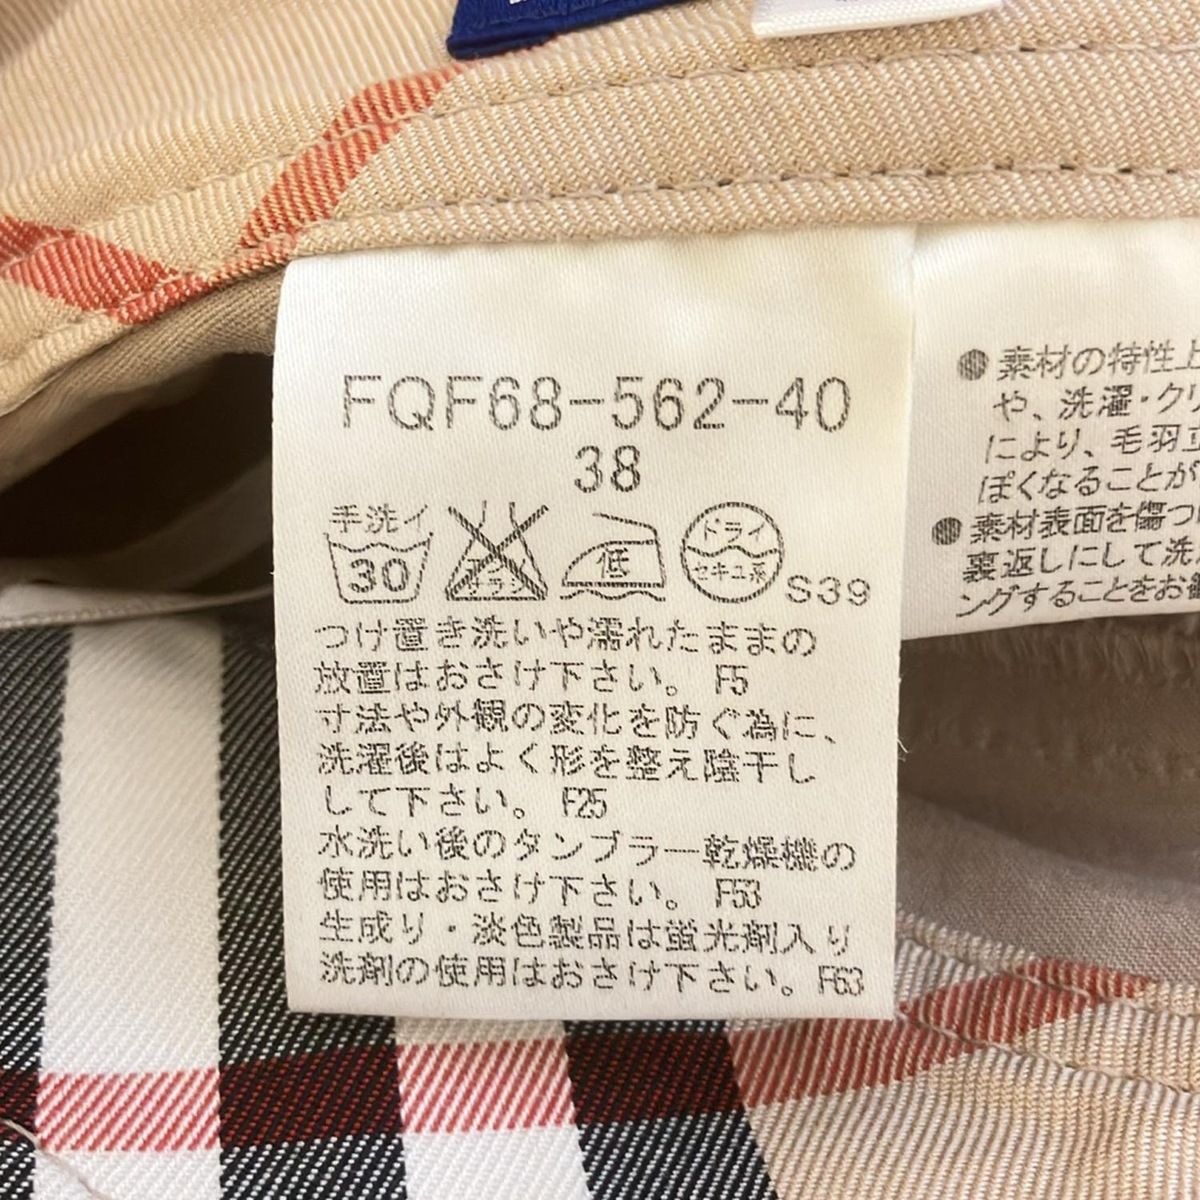 FQF68-562-40
38
手洗イ
30
エンソ
サラシ
低
ドライ
セキユ系
S39
つけ置き洗いや濡れたままの
放置はおさけ下さい。 F5
寸法や外観の変化を防ぐ為に、
洗濯後はよく形を整え陰干し
して下さい。 F25
水洗い後のタンブラー乾燥機の
使用はおさけ下さい。 F53
生成り・淡色製品は蛍光剤入り
洗剤の使用はおさけ下さい。 F63
●素材の特性上
や、洗濯・クリ
により、毛羽立
ぽくなることが
●素材表面を傷つ
裏返しにして洗
ングすることをお